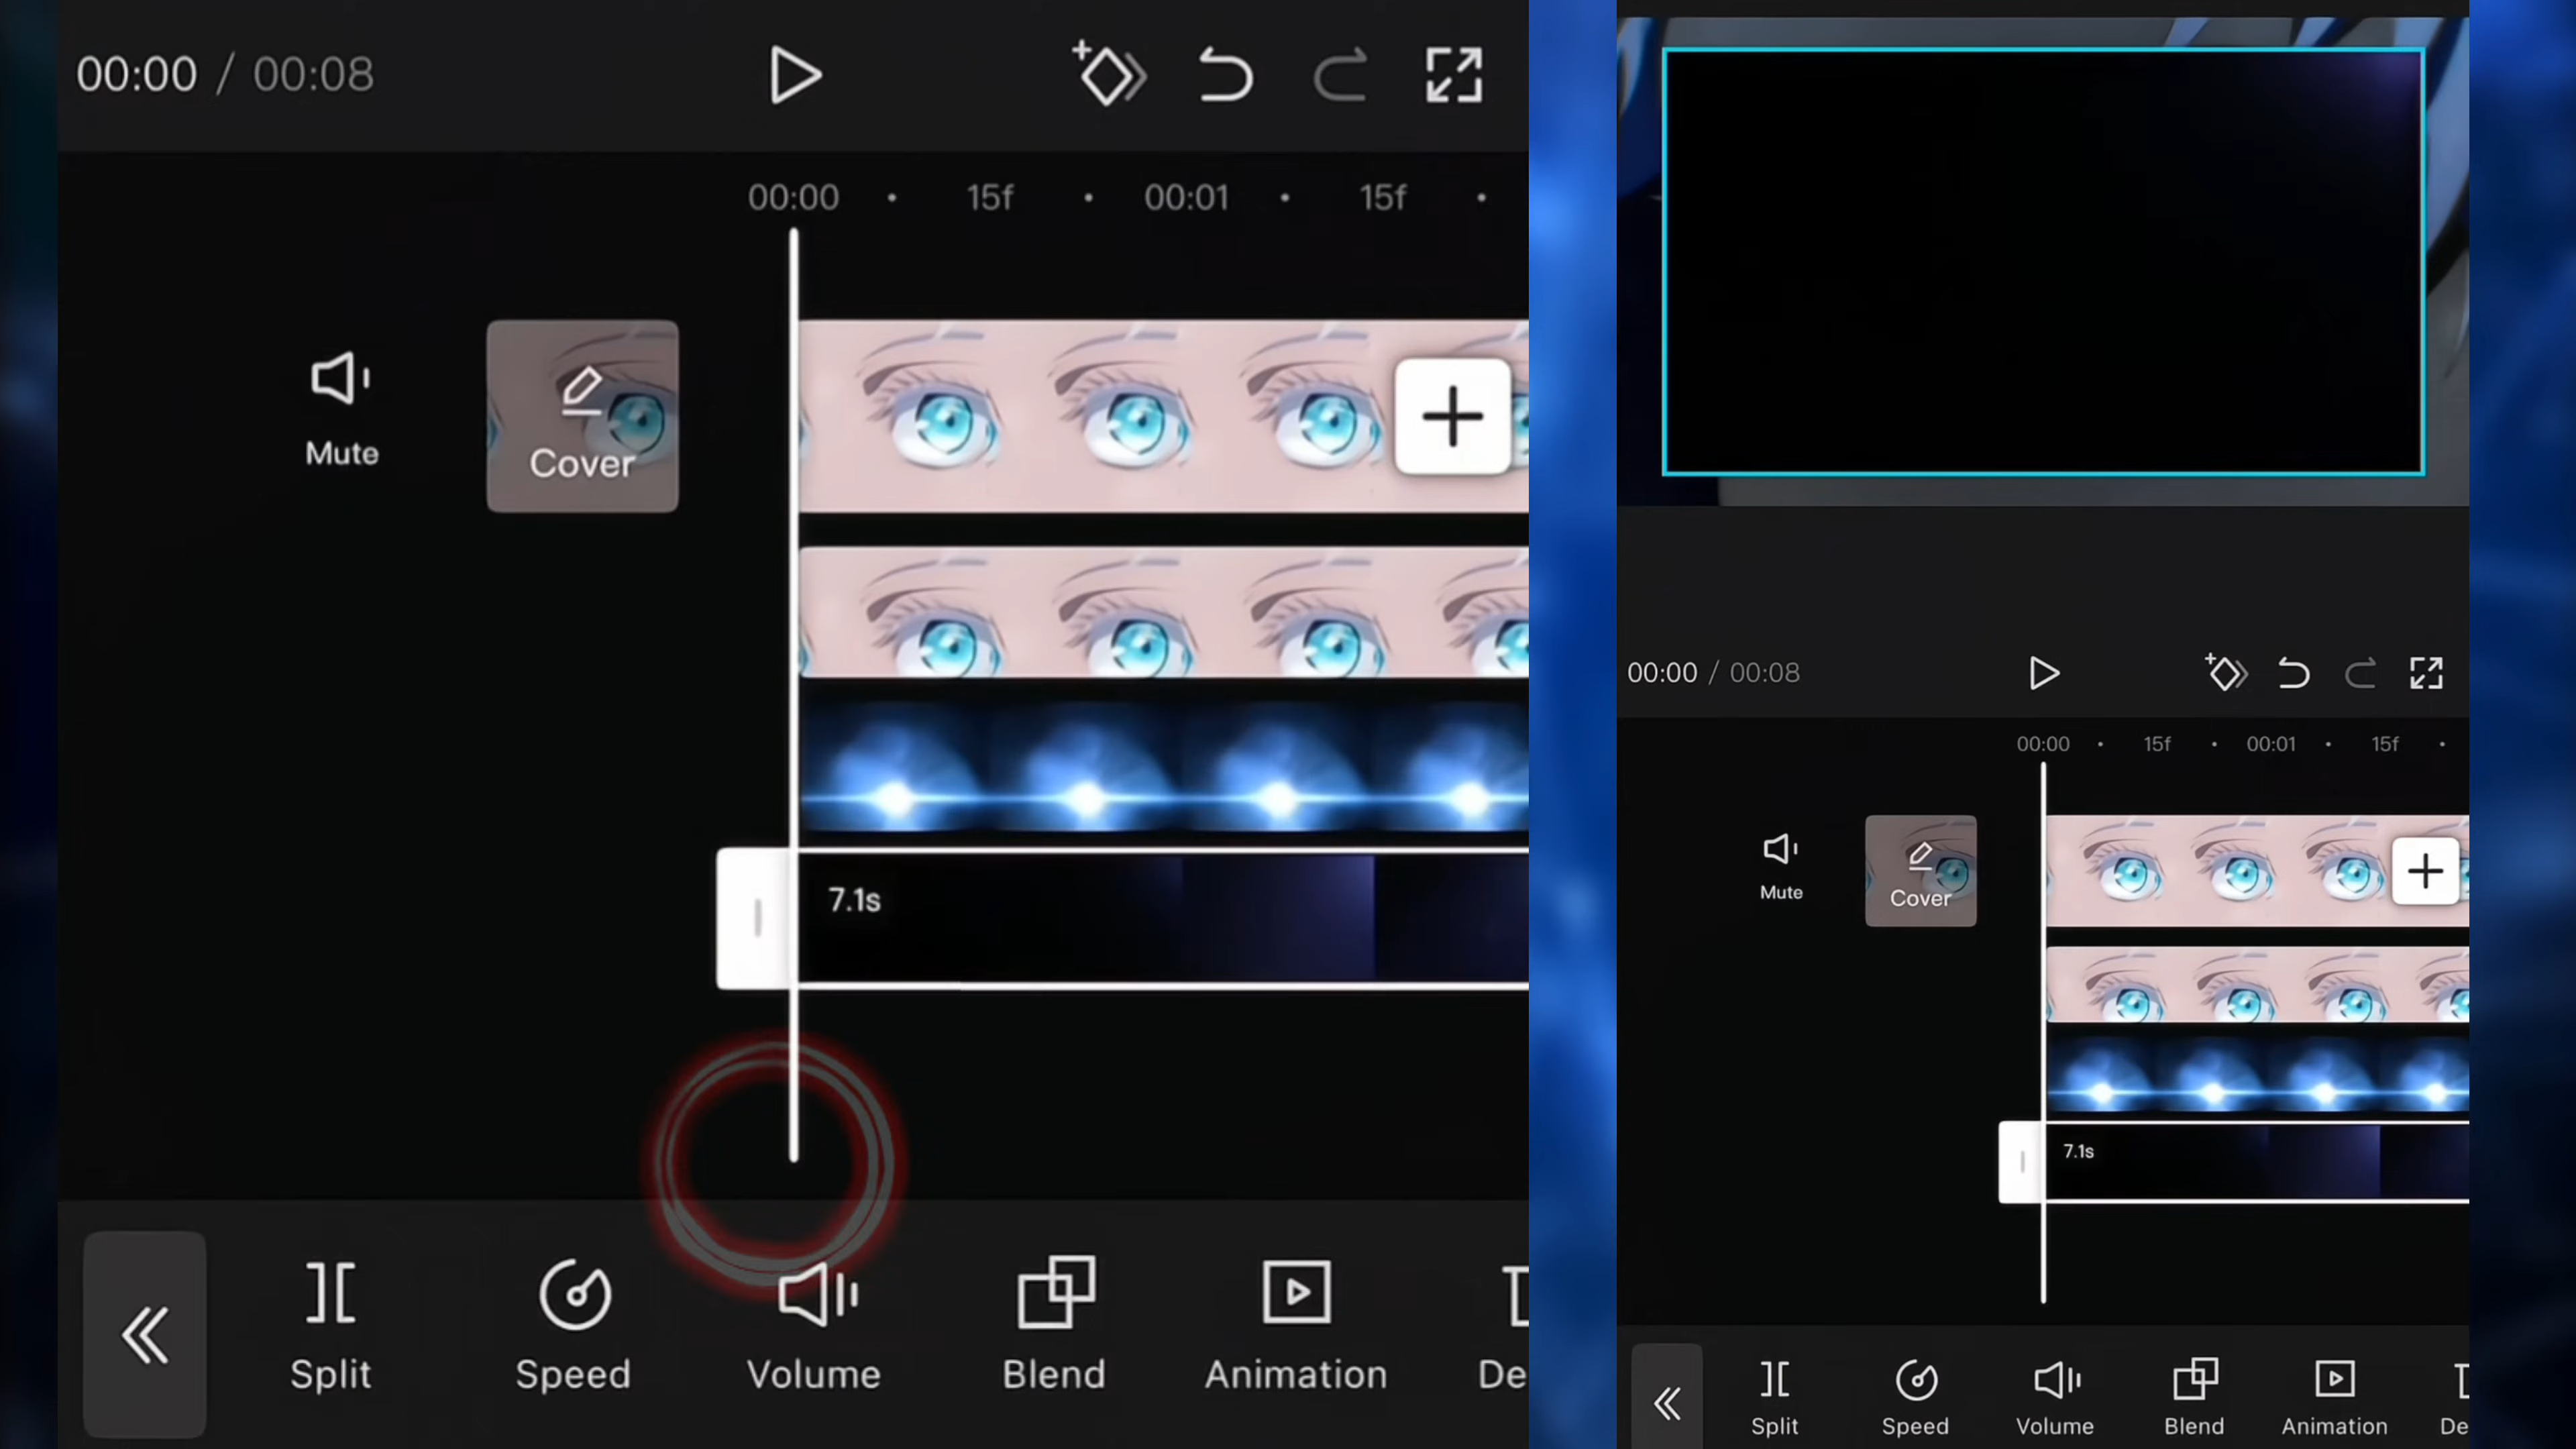 00:00 / 00:08
00:00 15f 00:01 15f
Mute
Cover
7.1s
Split Speed Volume Blend Animation De
00:00 / 00:08
00:00 15f 00:01 15f
Mute
Cover
7.1s
Split Speed Volume Blend Animation De